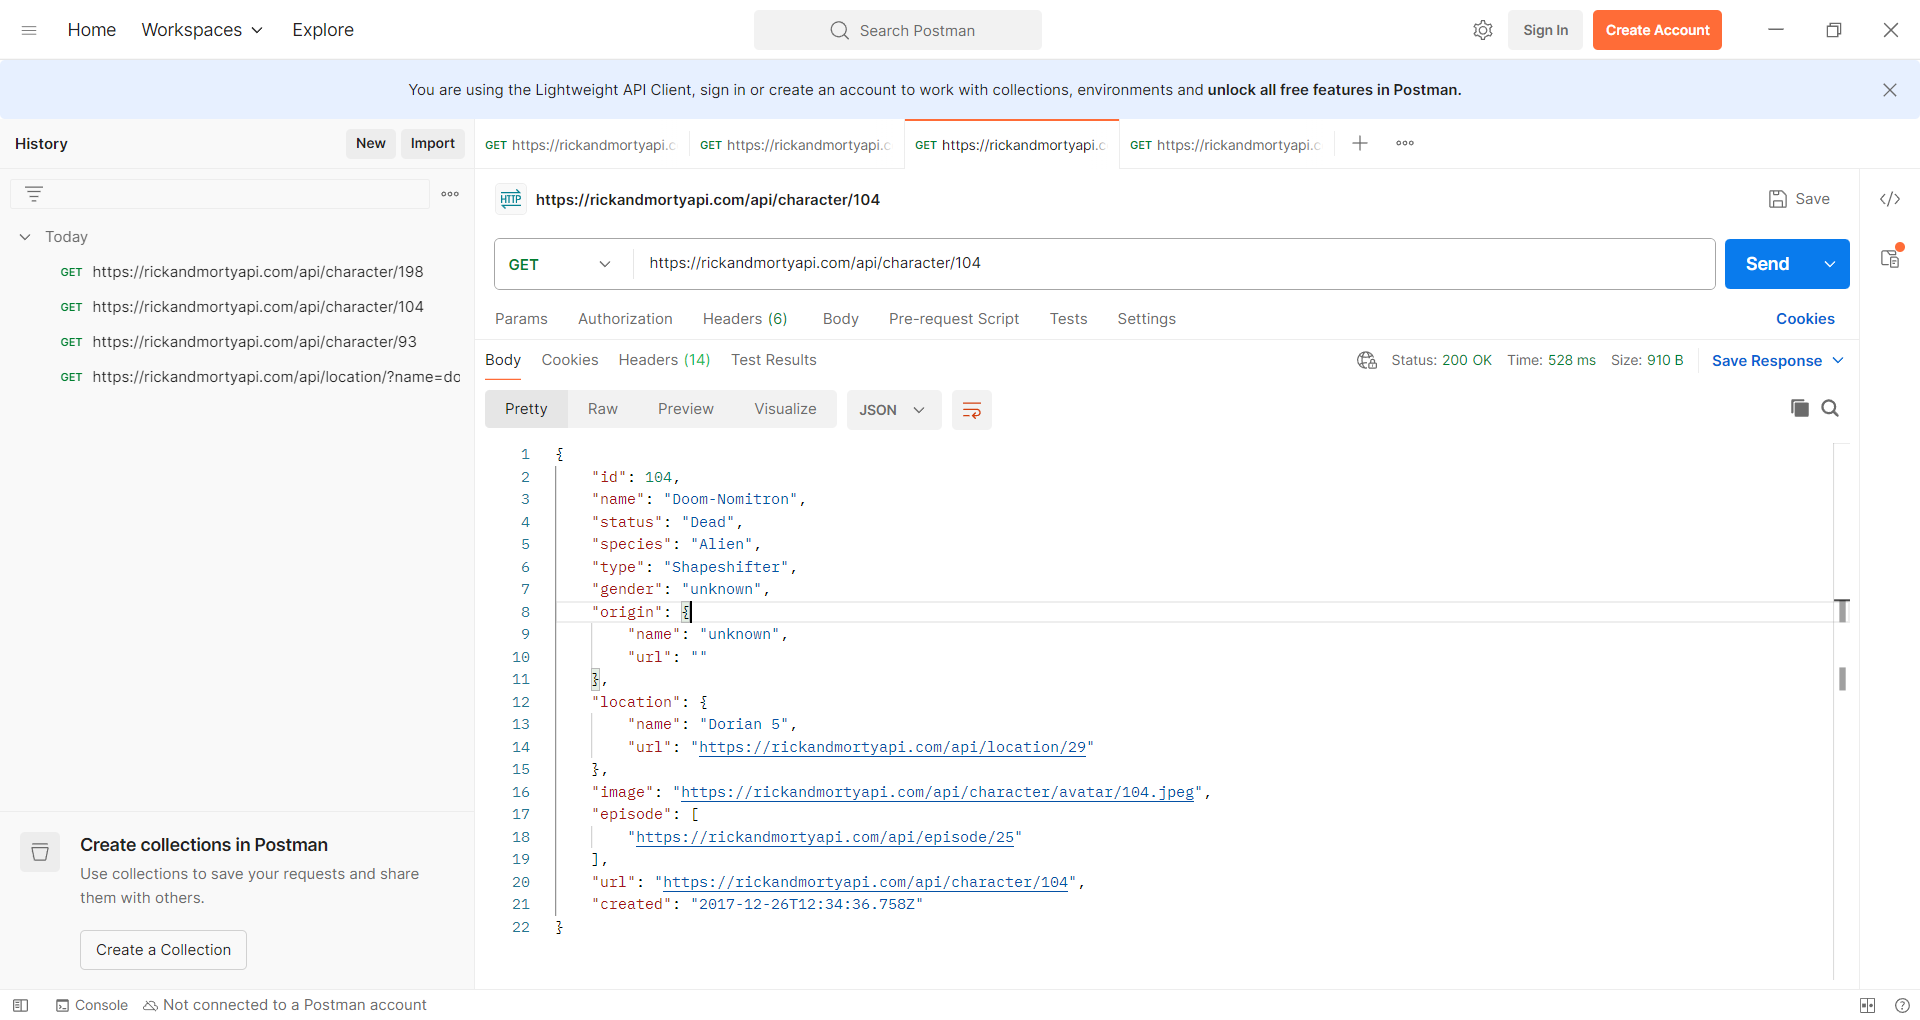 Home Workspaces Explore Search Postman Sign In Create Account
You are using the Lightweight API Client, sign in or create an account to work with collections, environments and unlock all free features in Postman.
History New Import
GET https://rickandmortyapi.c GET https://rickandmortyapi.c GET https://rickandmortyapi.c GET https://rickandmortyapi.c
HTTP https://rickandmortyapi.com/api/character/104 Save
Today
GET https://rickandmortyapi.com/api/character/198
GET https://rickandmortyapi.com/api/character/104
GET https://rickandmortyapi.com/api/character/93
GET https://rickandmortyapi.com/api/location/?name=do
GET https://rickandmortyapi.com/api/character/104 Send
Params Authorization Headers (6) Body Pre-request Script Tests Settings Cookies
Body Cookies Headers (14) Test Results Status: 200 OK Time: 528 ms Size: 910 B Save Response
Pretty Raw Preview Visualize JSON
1 {
2 "id": 104,
3 "name": "Doom-Nomitron",
4 "status": "Dead",
5 "species": "Alien",
6 "type": "Shapeshifter",
7 "gender": "unknown",
8 "origin": {
9 "name": "unknown",
10 "url": ""
11 },
12 "location": {
13 "name": "Dorian 5",
14 "url": "https://rickandmortyapi.com/api/location/29"
15 },
16 "image": "https://rickandmortyapi.com/api/character/avatar/104.jpeg",
17 "episode": [
18 "https://rickandmortyapi.com/api/episode/25"
19 ],
20 "url": "https://rickandmortyapi.com/api/character/104",
21 "created": "2017-12-26T12:34:36.758Z"
22 }
Create collections in Postman
Use collections to save your requests and share
them with others.
Create a Collection
Console Not connected to a Postman account